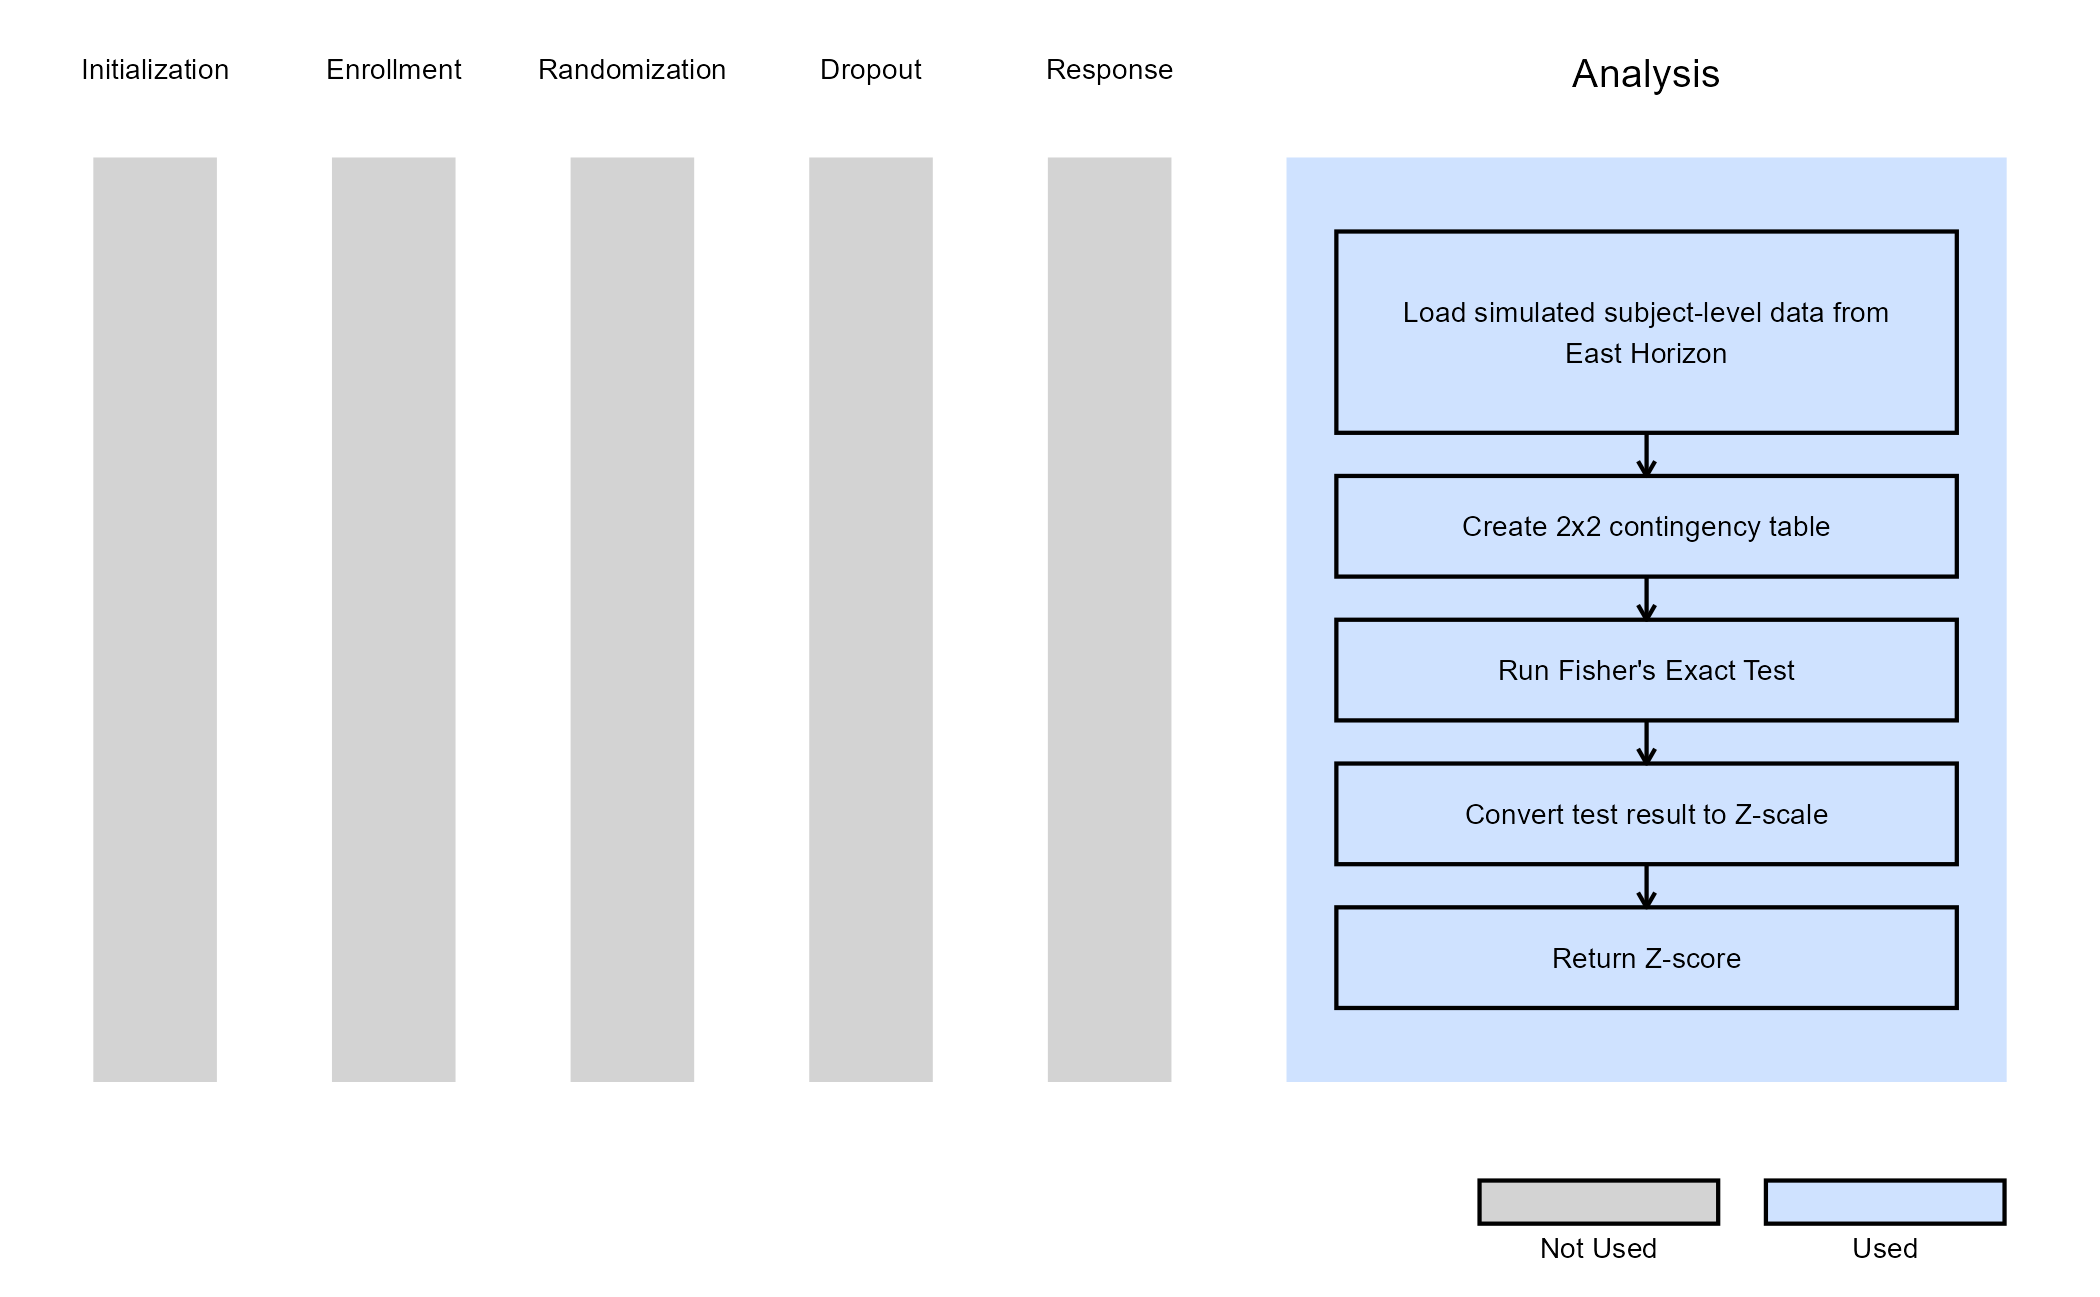 Initialization
Enrollment
Randomization
Dropout
Response
Analysis
Load simulated subject-level data from
East Horizon
Create 2x2 contingency table
Run Fisher's Exact Test
Convert test result to Z-scale
Return Z-score
Not Used
Used